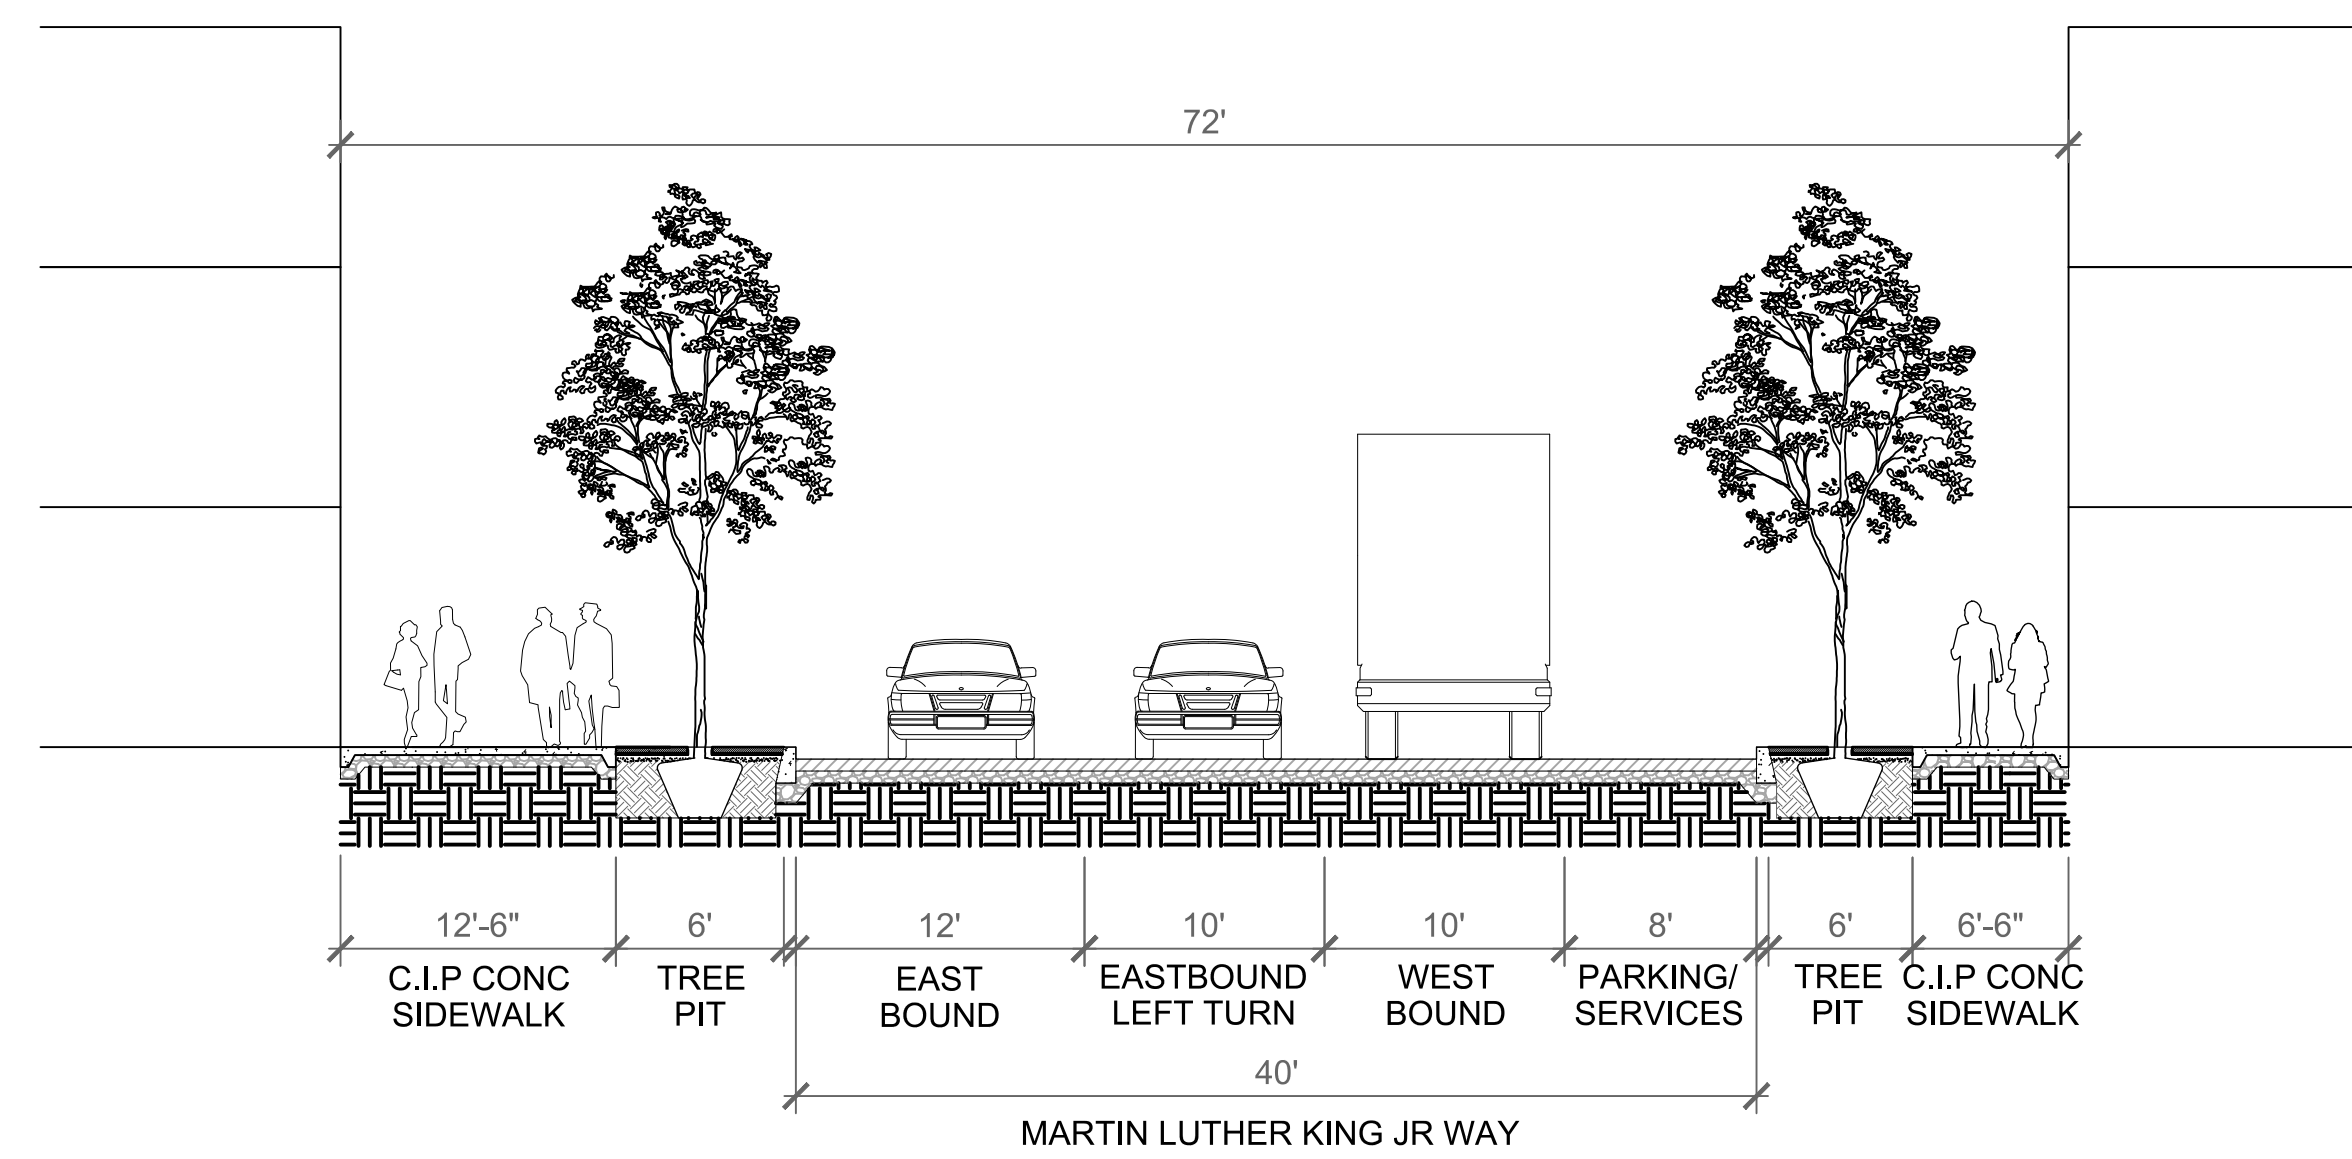 72'
12'-6"
6'
12'
10'
10'
8'
6'
6'-6"
C.I.P CONC
SIDEWALK
TREE
PIT
EAST
BOUND
EASTBOUND
LEFT TURN
WEST
BOUND
PARKING/
SERVICES
TREE
PIT
C.I.P CONC
SIDEWALK
40'
MARTIN LUTHER KING JR WAY